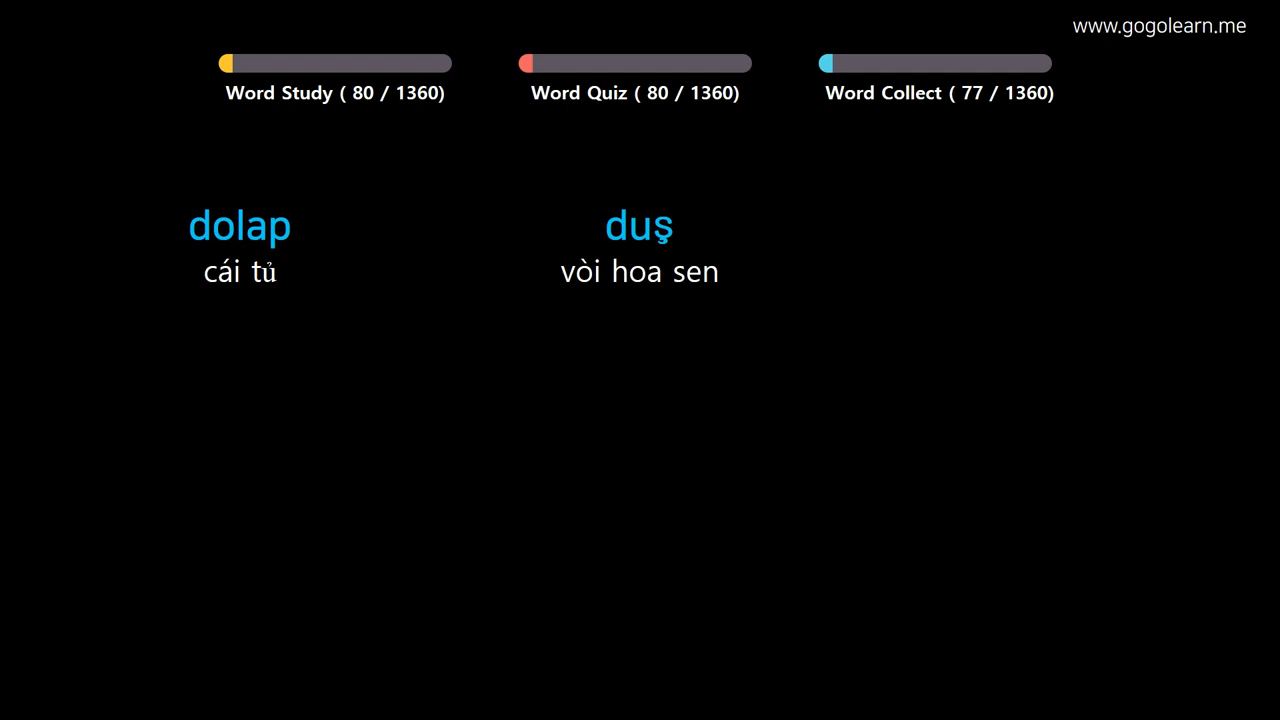 www.gogolearn.me
Word Study ( 80 / 1360)
Word Quiz ( 80 / 1360)
Word Collect ( 77 / 1360)
dolap
cái tủ
duş
vòi hoa sen